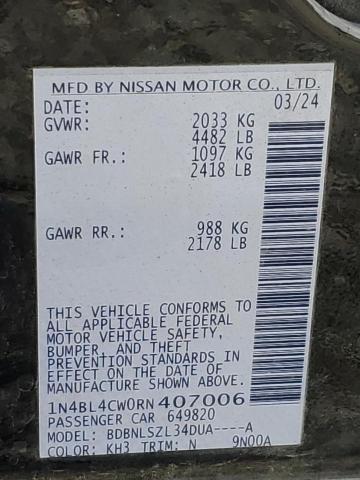 MFD BY NISSAN MOTOR CO., LTD.
DATE: 03/24
GVWR: 2033 KG
4482 LB
GAWR FR.: 1097 KG
2418 LB
GAWR RR.: 988 KG
2178 LB
THIS VEHICLE CONFORMS TO
ALL APPLICABLE FEDERAL
MOTOR VEHICLE SAFETY,
BUMPER, AND THEFT
PREVENTION STANDARDS IN
EFFECT ON THE DATE OF
MANUFACTURE SHOWN ABOVE.
1N4BL4CW0RN407006
PASSENGER CAR 649820
MODEL: BDBNLSZL34DUA----A
COLOR: KH3 TRIM: N 9N00A